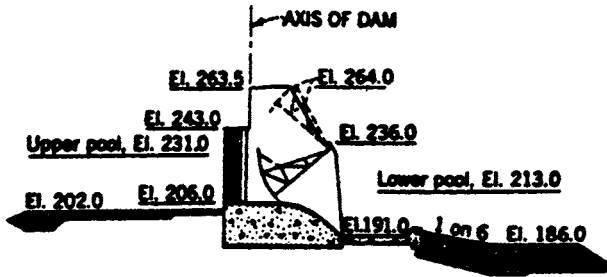 AXIS OF DAM
El. 263.5
El. 264.0
El. 243.0
El. 236.0
Upper pool, El. 231.0
Lower pool, El. 213.0
El. 202.0
El. 206.0
El.191.0
1 on 6
El. 186.0